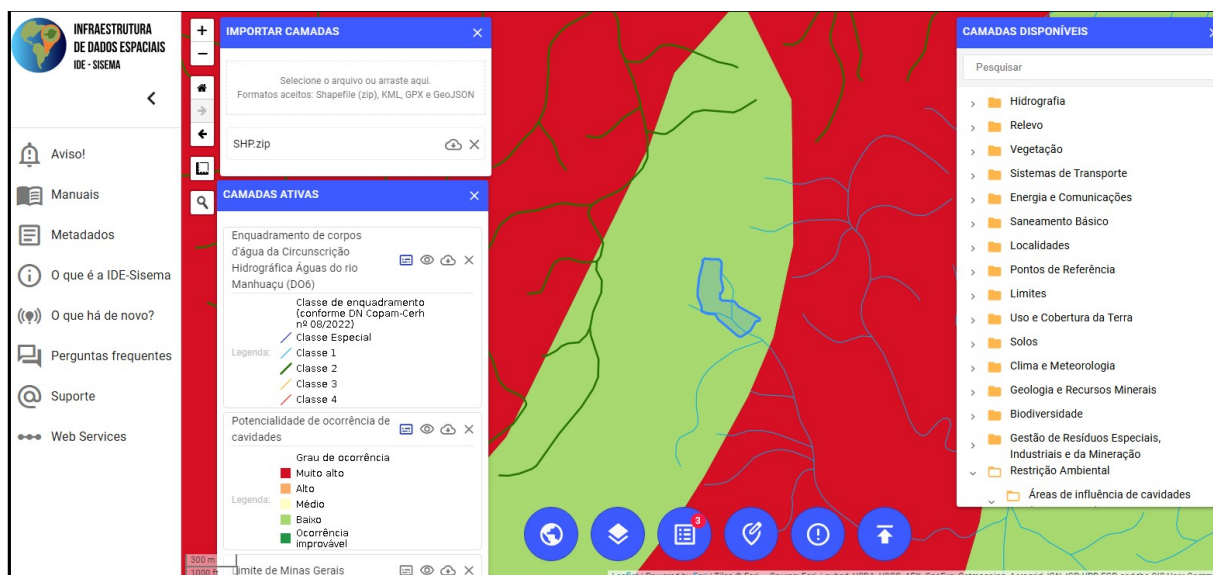 INFRAESTRUTURA
DE DADOS ESPACIAIS
IDE - SISEMA
Aviso!
Manuais
Metadados
O que é a IDE-Sisema
O que há de novo?
Perguntas frequentes
Suporte
Web Services
+
−
IMPORTAR CAMADAS
Selecione o arquivo ou arraste aqui.
Formatos aceitos: Shapefile (zip), KML, GPX e GeoJSON
SHP.zip
CAMADAS ATIVAS
Enquadramento de corpos
d'água da Circunscrição
Hidrográfica Águas do rio
Manhuaçu (DO6)
Classe de enquadramento
(conforme DN Copam-Cerh
nº 08/2022)
Classe Especial
Legenda: Classe 1
Classe 2
Classe 3
Classe 4
Potencialidade de ocorrência de
cavidades
Grau de ocorrência
Muito alto
Alto
Legenda: Médio
Baixo
Ocorrência
improvável
Limite de Minas Gerais
300 m
1000 ft
3
CAMADAS DISPONÍVEIS
Pesquisar
Hidrografia
Relevo
Vegetação
Sistemas de Transporte
Energia e Comunicações
Saneamento Básico
Localidades
Pontos de Referência
Limites
Uso e Cobertura da Terra
Solos
Clima e Meteorologia
Geologia e Recursos Minerais
Biodiversidade
Gestão de Resíduos Especiais,
Industriais e da Mineração
Restrição Ambiental
Áreas de influência de cavidades